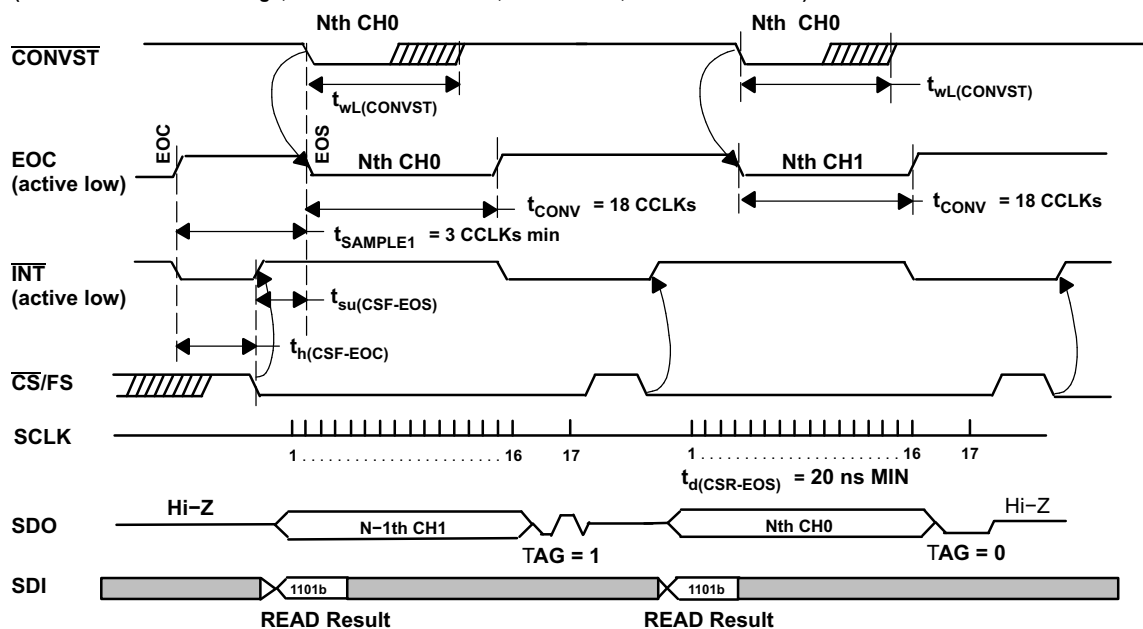 Nth CH0 Nth CH0
CONVST
twL(CONVST) twL(CONVST)
EOC EOS
EOC Nth CH0 Nth CH1
(active low)
tCONV = 18 CCLKs tCONV = 18 CCLKs
tSAMPLE1 = 3 CCLKs min
INT
(active low)
tsu(CSF-EOS)
th(CSF-EOC)
CS/FS
SCLK
1 . . . . . . . . . . . . . . . . . . . . . 16 17 1 . . . . . . . . . . . . . . . . . . . . . 16 17
td(CSR-EOS) = 20 ns MIN
Hi−Z Hi−Z
SDO N−1th CH1 Nth CH0
TAG = 1 TAG = 0
SDI 1101b 1101b
READ Result READ Result